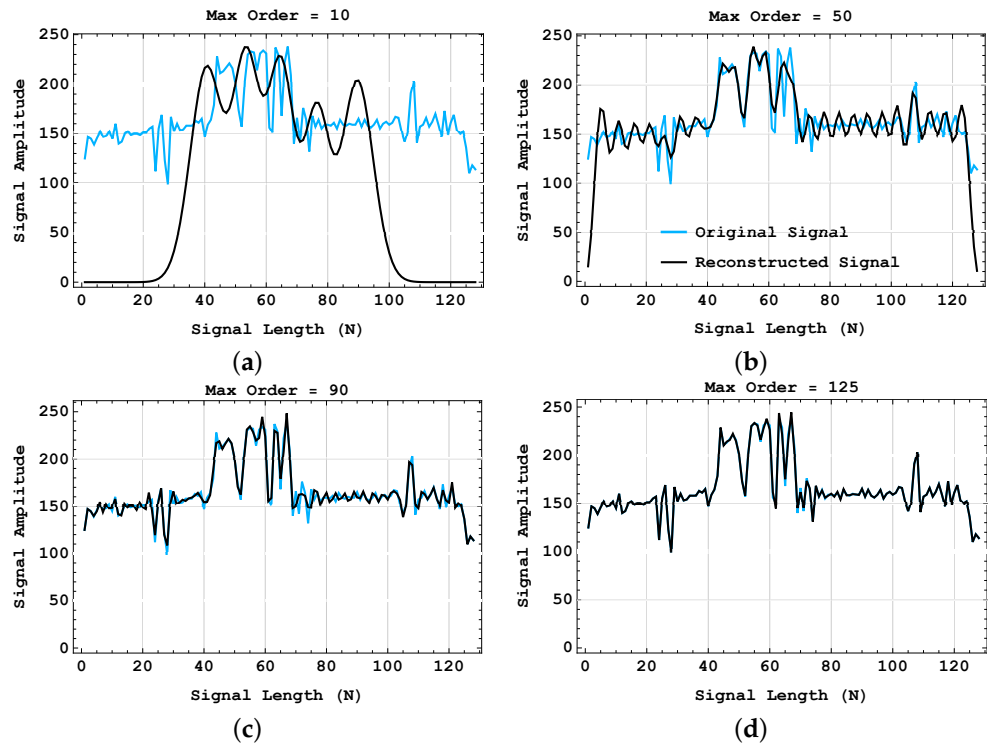 Max Order = 10
Signal Amplitude
250
200
150
100
50
0
0 20 40 60 80 100 120
Signal Length (N)
(a)
Max Order = 50
Signal Amplitude
250
200
150
100
50
0
Original Signal
Reconstructed Signal
0 20 40 60 80 100 120
Signal Length (N)
(b)
Max Order = 90
Signal Amplitude
250
200
150
100
50
0
0 20 40 60 80 100 120
Signal Length (N)
(c)
Max Order = 125
Signal Amplitude
250
200
150
100
50
0
0 20 40 60 80 100 120
Signal Length (N)
(d)